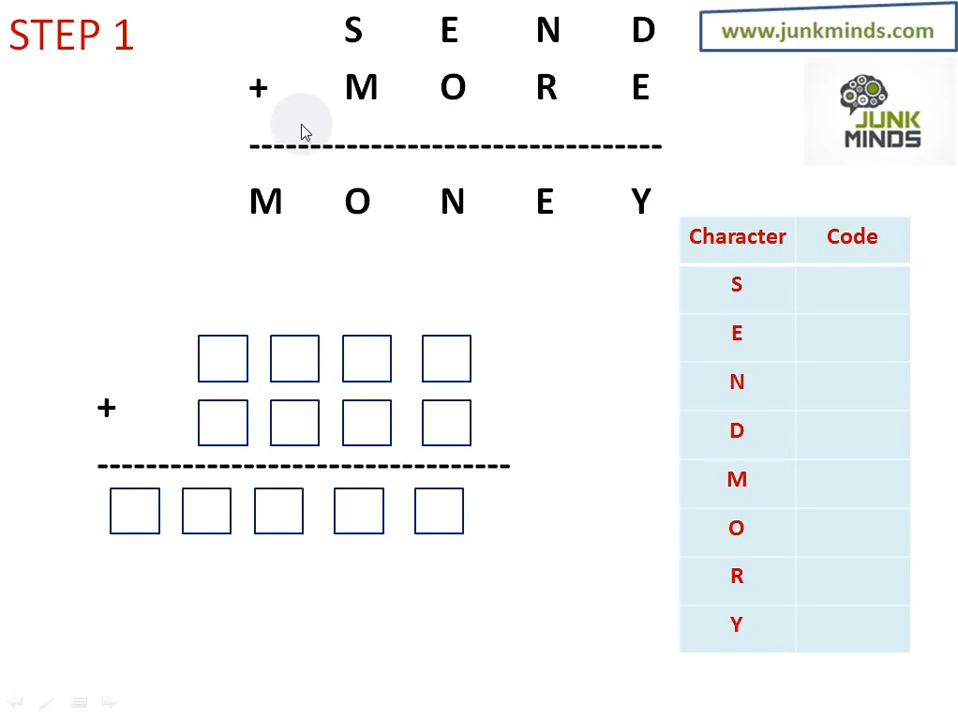 STEP 1
S E N D
+ M O R E
---------------------------------
M O N E Y
www.junkminds.com
JUNK
MINDS
Character Code
S
E
N
D
M
O
R
Y
+
---------------------------------